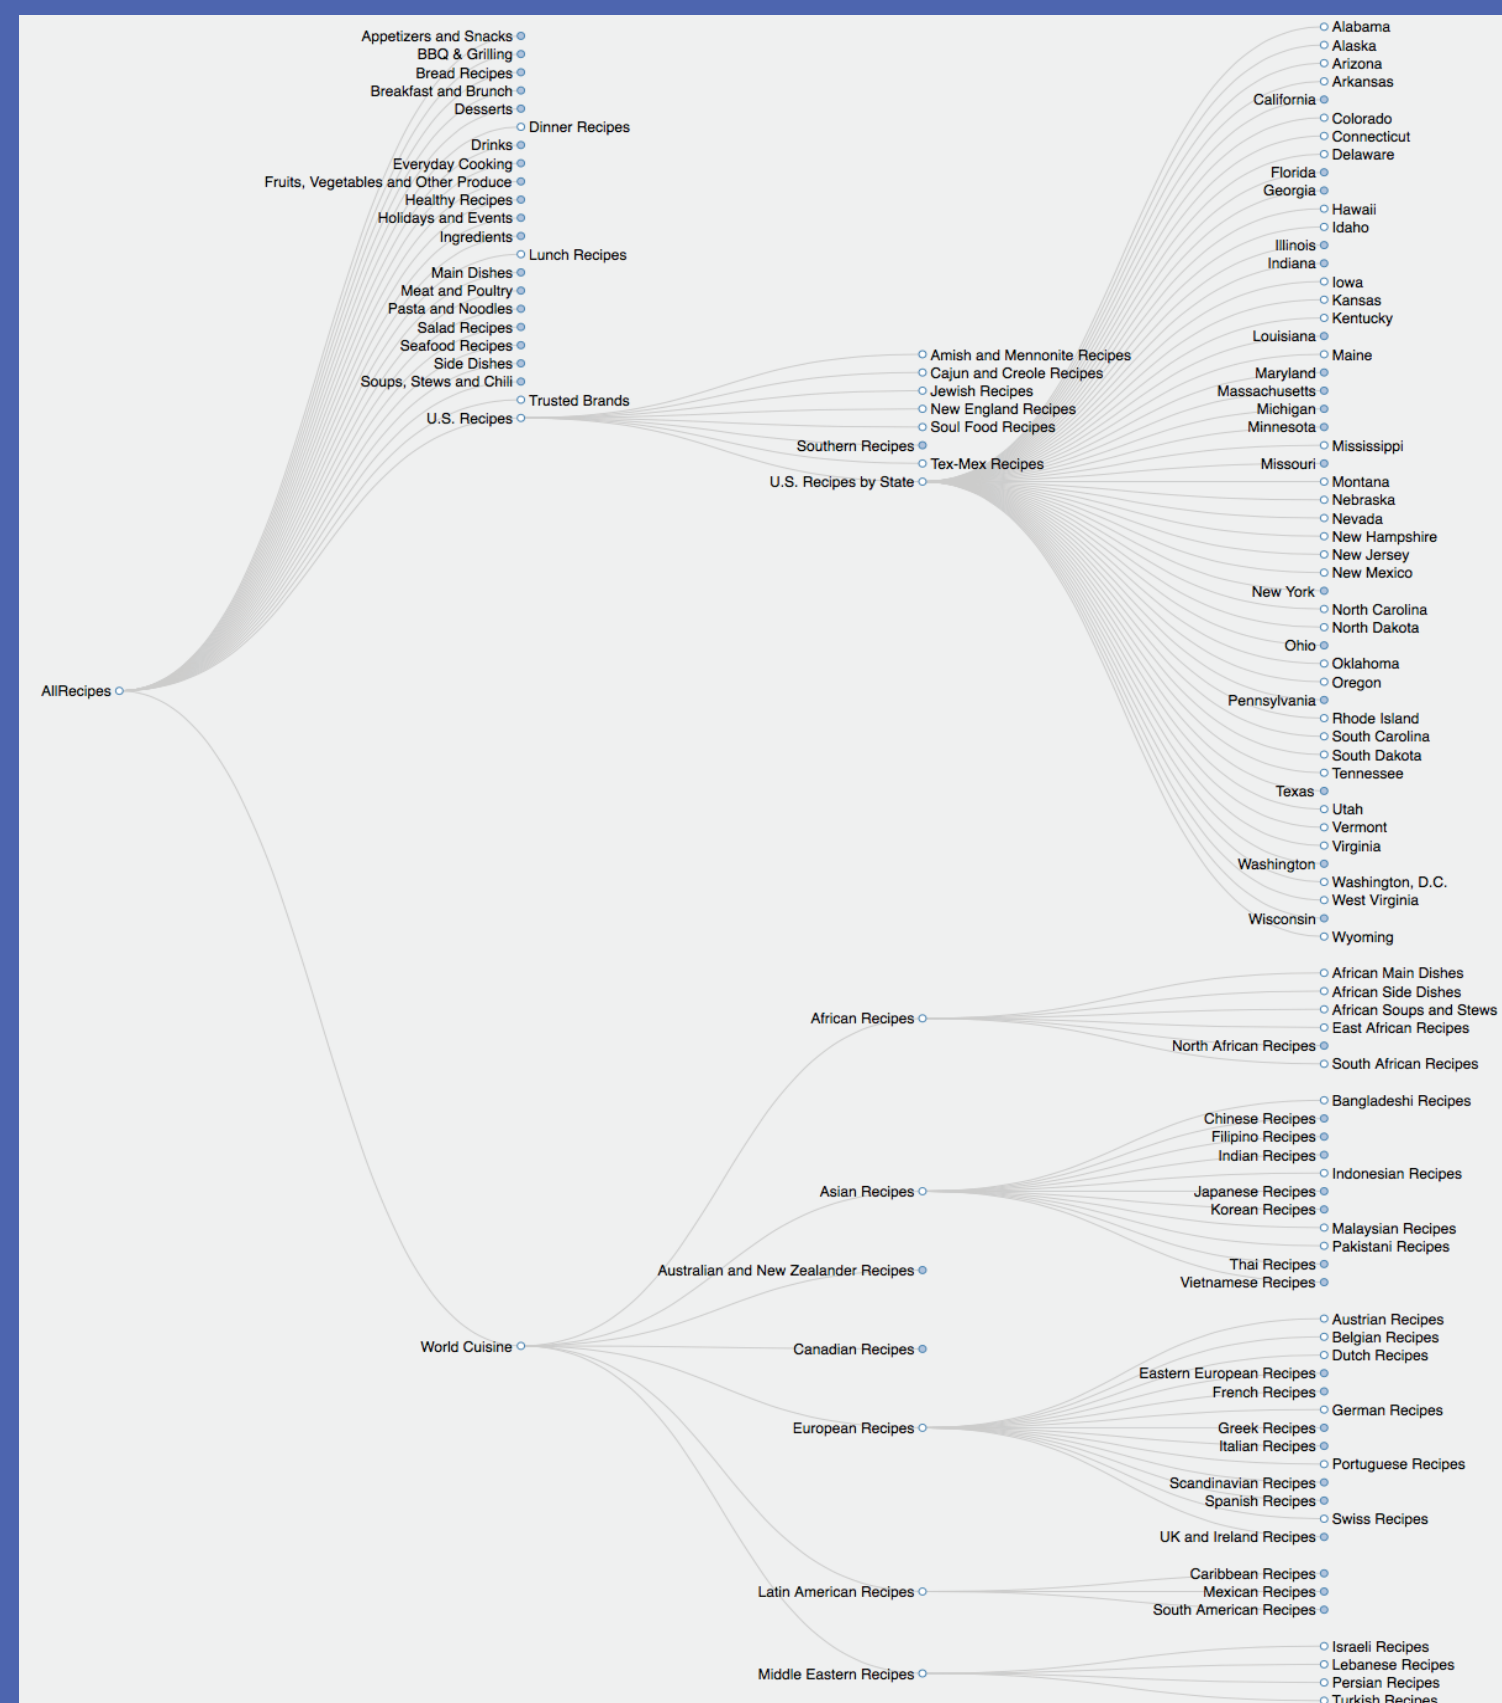 AllRecipes
Appetizers and Snacks
BBQ & Grilling
Bread Recipes
Breakfast and Brunch
Desserts
Dinner Recipes
Drinks
Everyday Cooking
Fruits, Vegetables and Other Produce
Healthy Recipes
Holidays and Events
Ingredients
Lunch Recipes
Main Dishes
Meat and Poultry
Pasta and Noodles
Salad Recipes
Seafood Recipes
Side Dishes
Soups, Stews and Chili
Trusted Brands
U.S. Recipes
Amish and Mennonite Recipes
Cajun and Creole Recipes
Jewish Recipes
New England Recipes
Soul Food Recipes
Southern Recipes
Tex-Mex Recipes
U.S. Recipes by State
Alabama
Alaska
Arizona
Arkansas
California
Colorado
Connecticut
Delaware
Florida
Georgia
Hawaii
Idaho
Illinois
Indiana
Iowa
Kansas
Kentucky
Louisiana
Maine
Maryland
Massachusetts
Michigan
Minnesota
Mississippi
Missouri
Montana
Nebraska
Nevada
New Hampshire
New Jersey
New Mexico
New York
North Carolina
North Dakota
Ohio
Oklahoma
Oregon
Pennsylvania
Rhode Island
South Carolina
South Dakota
Tennessee
Texas
Utah
Vermont
Virginia
Washington
Washington, D.C.
West Virginia
Wisconsin
Wyoming
World Cuisine
African Recipes
African Main Dishes
African Side Dishes
African Soups and Stews
East African Recipes
North African Recipes
South African Recipes
Asian Recipes
Bangladeshi Recipes
Chinese Recipes
Filipino Recipes
Indian Recipes
Indonesian Recipes
Japanese Recipes
Korean Recipes
Malaysian Recipes
Pakistani Recipes
Thai Recipes
Vietnamese Recipes
Australian and New Zealander Recipes
Canadian Recipes
European Recipes
Austrian Recipes
Belgian Recipes
Dutch Recipes
Eastern European Recipes
French Recipes
German Recipes
Greek Recipes
Italian Recipes
Portuguese Recipes
Scandinavian Recipes
Spanish Recipes
Swiss Recipes
UK and Ireland Recipes
Latin American Recipes
Caribbean Recipes
Mexican Recipes
South American Recipes
Middle Eastern Recipes
Israeli Recipes
Lebanese Recipes
Persian Recipes
Turkish Recipes